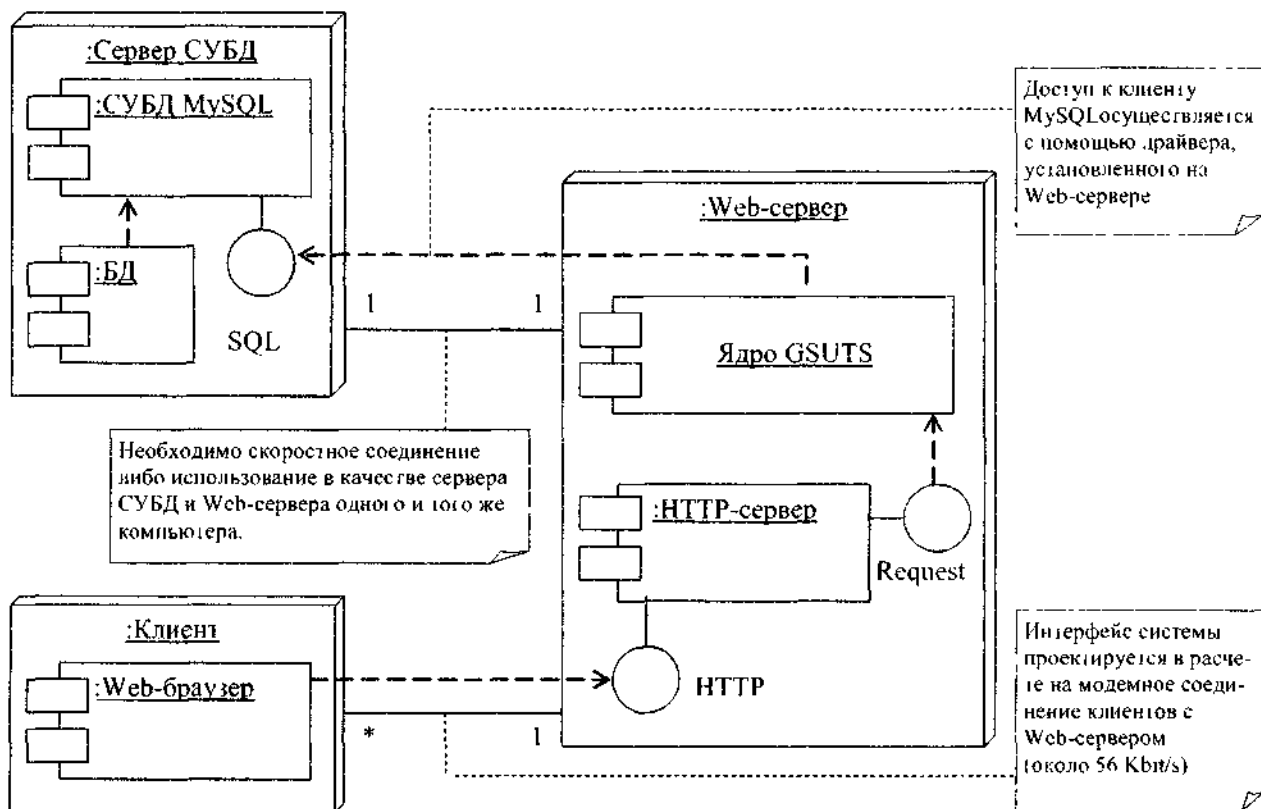 :Сервер СУБД
:СУБД MySQL
:БД
SQL
1
1
Доступ к клиенту
MySQLосуществляется
с помощью драйвера,
установленного на
Web-сервере
:Web-сервер
Ядро GSUTS
Необходимо скоростное соединение
либо использование в качестве сервера
СУБД и Web-сервера одного и того же
компьютера.
:HTTP-сервер
Request
HTTP
:Клиент
:Web-браузер
*
1
Интерфейс системы
проектируется в расче-
те на модемное соеди-
нение клиентов с
Web-сервером
(около 56 Kbit/s)